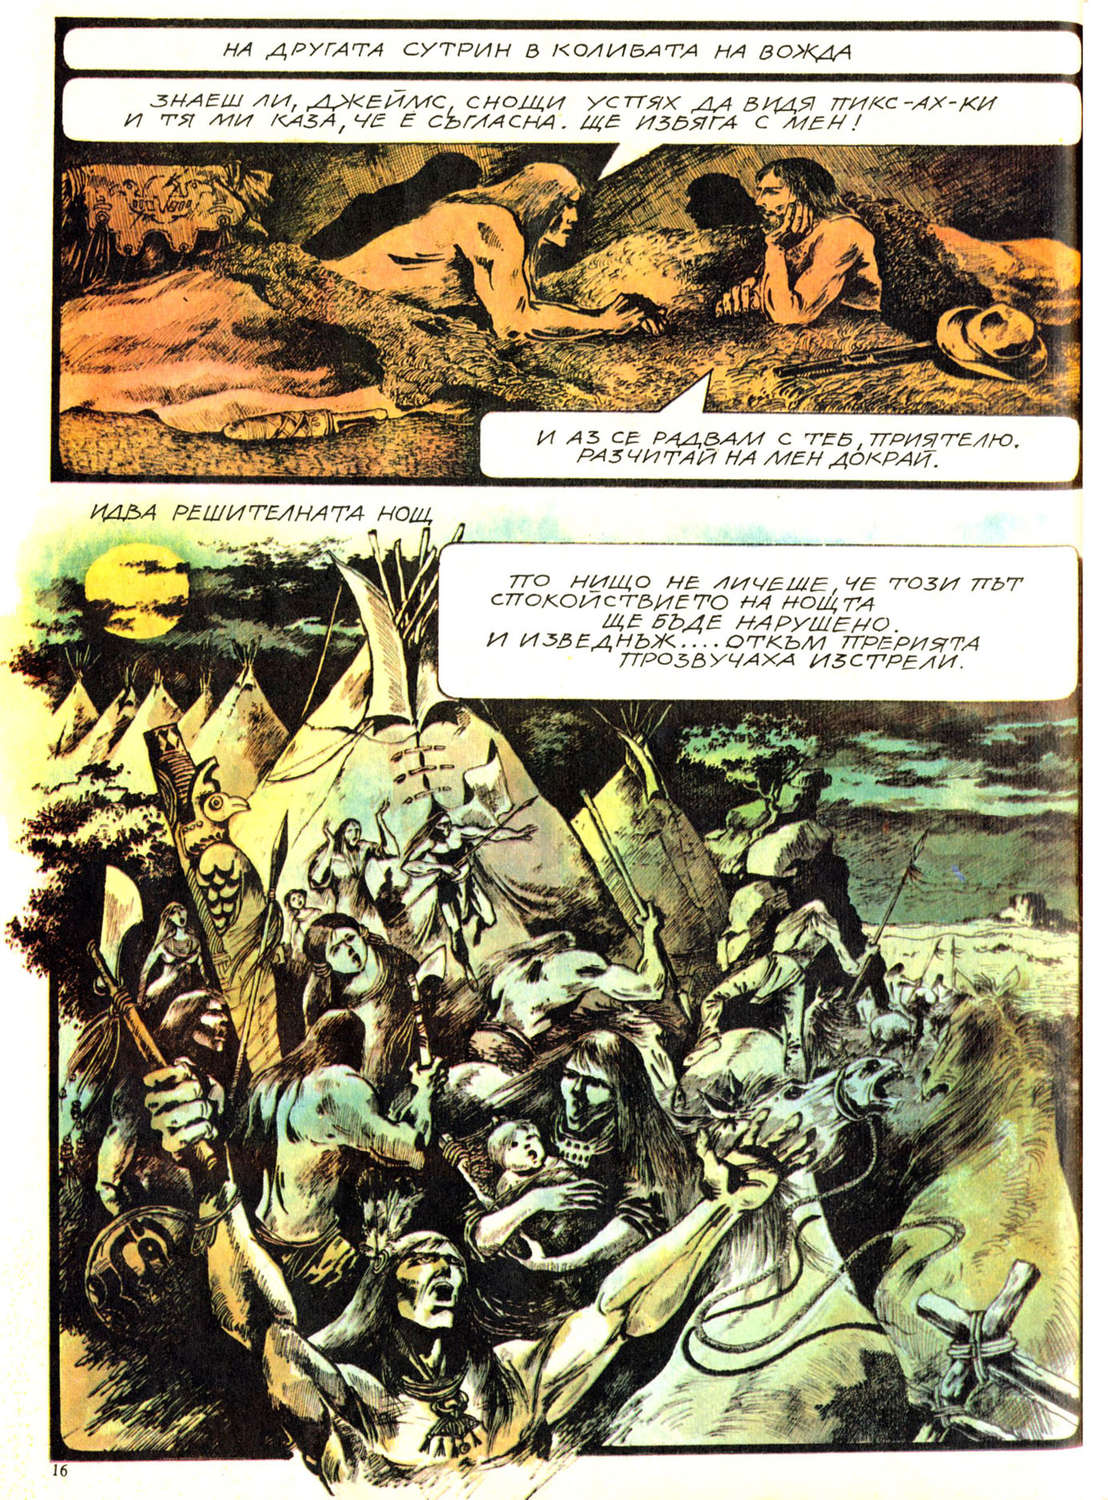 НА ДРУГАТА СУТРИН В КОЛИБАТА НА ВОЖДА
ЗНАЕШ ЛИ, ДЖЕЙМС, СНОЩИ УСПЯХ ДА ВИДЯ ПИКС-АХ-КИ
И ТЯ МИ КАЗА, ЧЕ Е СЪГЛАСНА. ЩЕ ИЗБЯГА С МЕН!
И АЗ СЕ РАДВАМ С ТЕБ, ПРИЯТЕЛЮ.
РАЗЧИТАЙ НА МЕН ДОКРАЙ.
ИДВА РЕШИТЕЛНАТА НОЩ
ПО НИЩО НЕ ЛИЧЕШЕ, ЧЕ ТОЗИ ПЪТ
СПОКОЙСТВИЕТО НА НОЩТА
ЩЕ БЪДЕ НАРУШЕНО.
И ИЗВЕДНЪЖ.... ОТКЪМ ПРЕРИЯТА
ПРОЗВУЧАХА ИЗСТРЕЛИ.
16